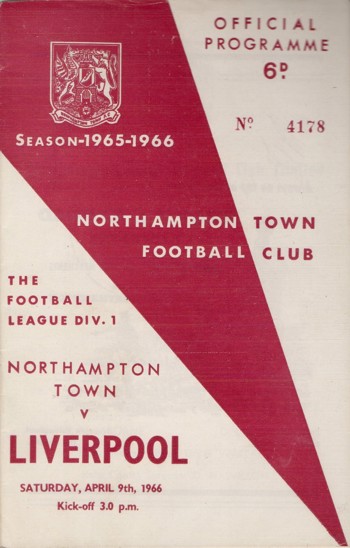 OFFICIAL
PROGRAMME
6D
Nº 4178
SEASON-1965-1966
NORTHAMPTON TOWN
FOOTBALL CLUB
THE
FOOTBALL
LEAGUE DIV. 1
NORTHAMPTON
TOWN
V
LIVERPOOL
SATURDAY, APRIL 9th, 1966
Kick-off 3.0 p.m.